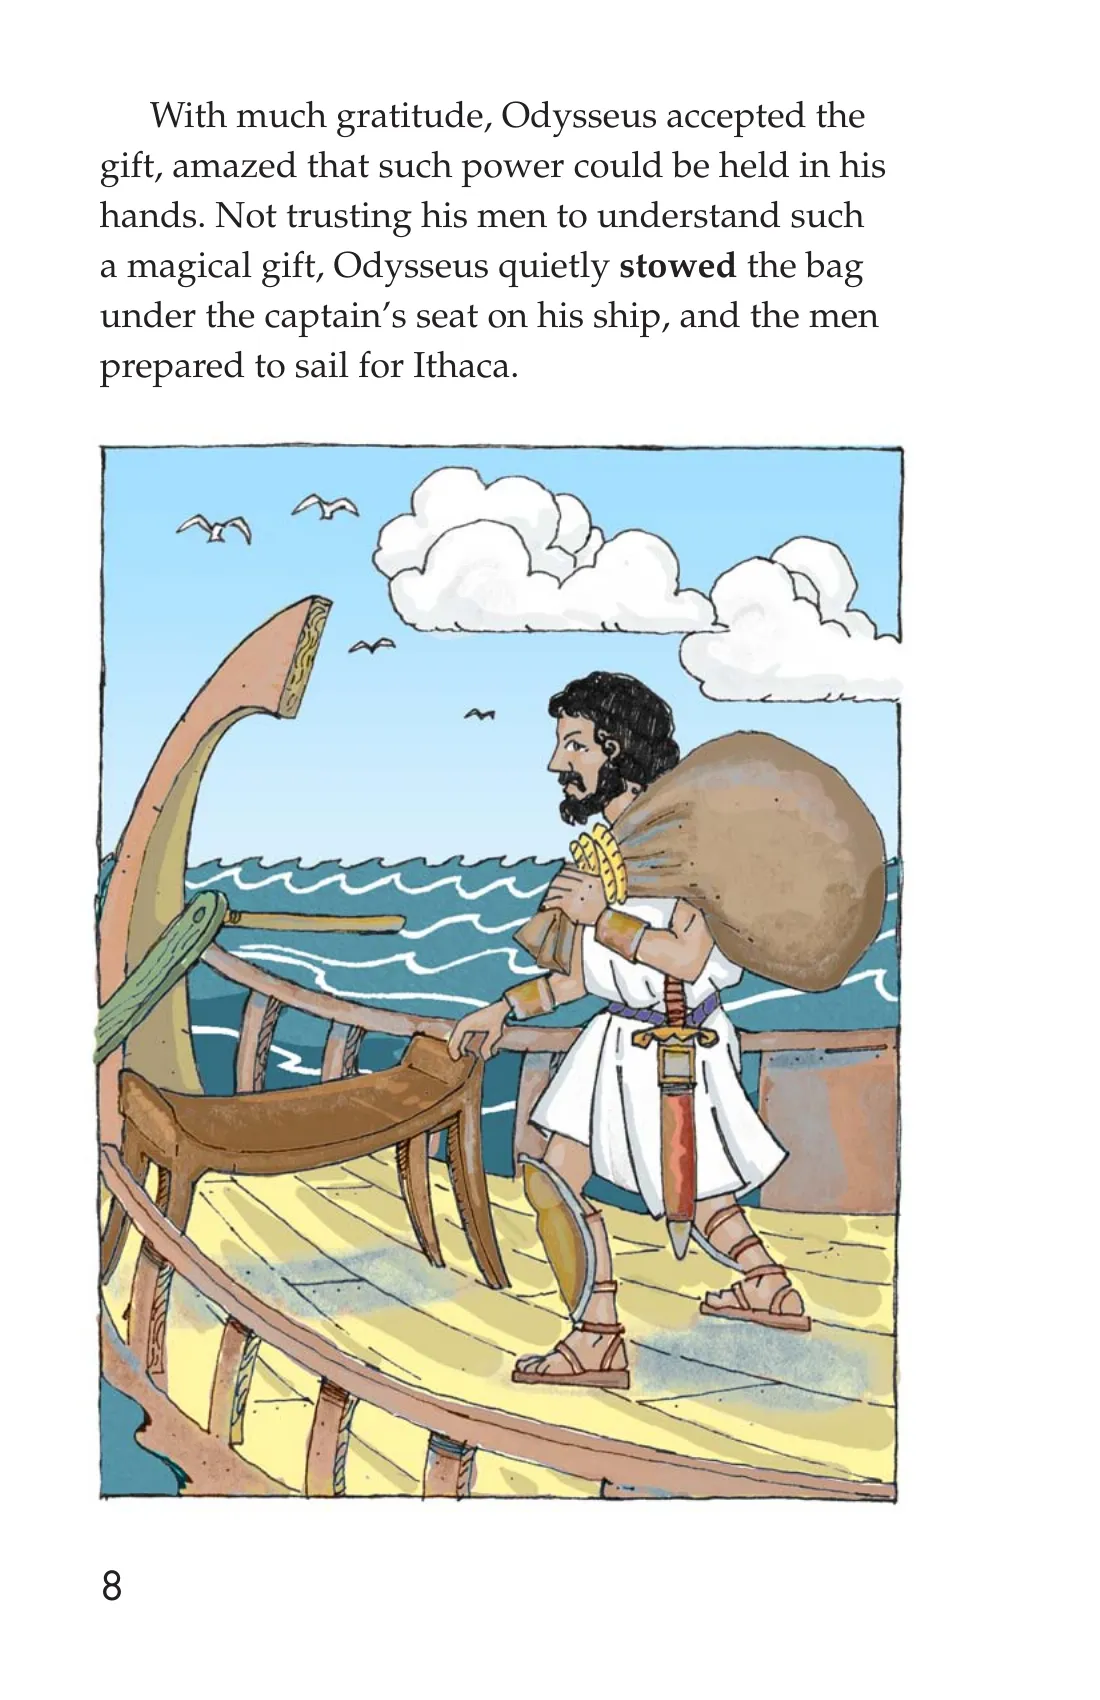 With much gratitude, Odysseus accepted the
gift, amazed that such power could be held in his
hands. Not trusting his men to understand such
a magical gift, Odysseus quietly stowed the bag
under the captain’s seat on his ship, and the men
prepared to sail for Ithaca.
8